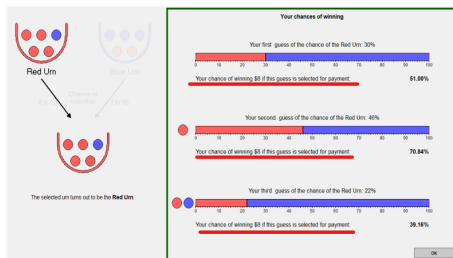 Your chances of winning
Your first guess of the chance of the Red Urn: 30%
0 10 20 30 40 50 60 70 80 90 100
Your chance of winning $8 if this guess is selected for payment: 51.00%
Red Urn
Blue Urn
Chance of
selection
Your second guess of the chance of the Red Urn: 46%
0 10 20 30 40 50 60 70 80 90 100
Your chance of winning $8 if this guess is selected for payment: 70.84%
The selected urn turns out to be the Red Urn.
Your third guess of the chance of the Red Urn: 22%
0 10 20 30 40 50 60 70 80 90 100
Your chance of winning $8 if this guess is selected for payment: 39.16%
OK